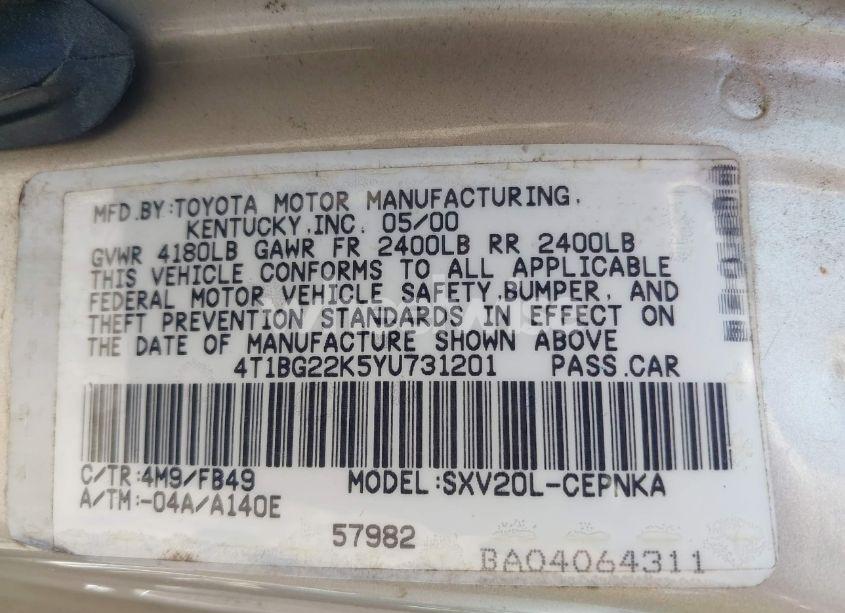 MFD.BY:TOYOTA MOTOR MANUFACTURING,
KENTUCKY,INC. 05/00
GVWR 4180LB GAWR FR 2400LB RR 2400LB
THIS VEHICLE CONFORMS TO ALL APPLICABLE
FEDERAL MOTOR VEHICLE SAFETY,BUMPER, AND
THEFT PREVENTION STANDARDS IN EFFECT ON
THE DATE OF MANUFACTURE SHOWN ABOVE
4T1BG22K5YU731201 PASS.CAR
C/TR:4M9/FB49 MODEL:SXV20L-CEPNKA
A/TM:-04A/A140E
57982
BA04064311